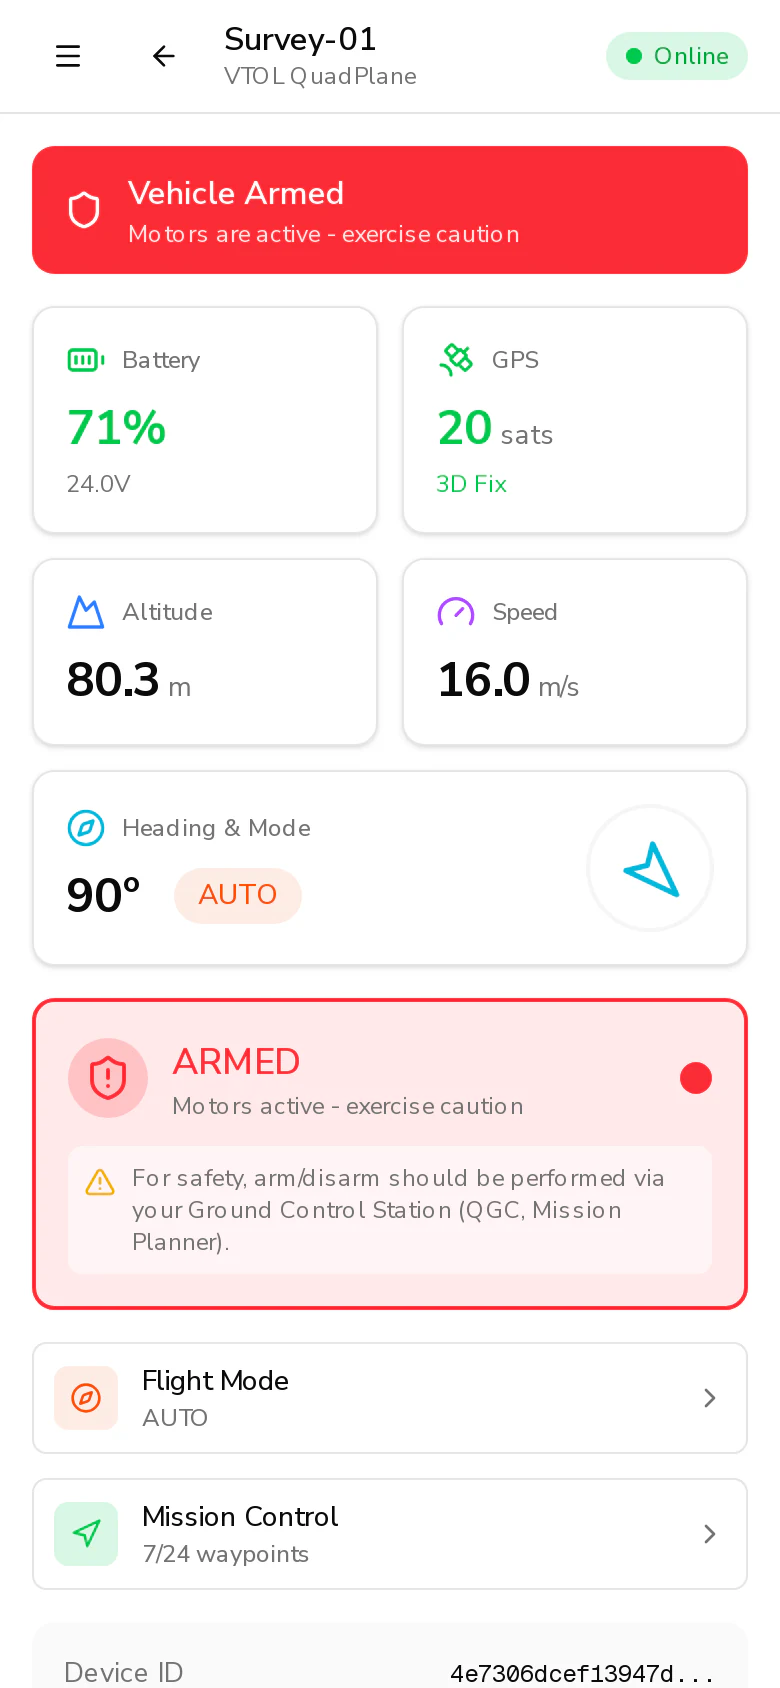 Survey-01
VTOL QuadPlane
Online
Vehicle Armed
Motors are active - exercise caution
Battery
71%
24.0V
GPS
20 sats
3D Fix
Altitude
80.3 m
Speed
16.0 m/s
Heading & Mode
90° AUTO
ARMED
Motors active - exercise caution
For safety, arm/disarm should be performed via
your Ground Control Station (QGC, Mission
Planner).
Flight Mode
AUTO
Mission Control
7/24 waypoints
Device ID 4e7306dcef13947d...